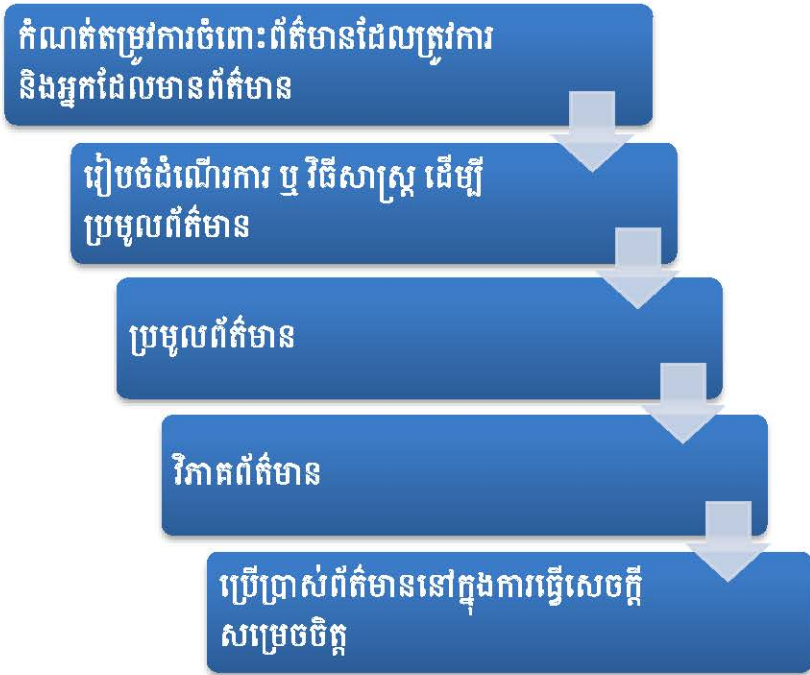 កំណត់តម្រូវការចំពោះព័ត៌មានដែលត្រូវការ
និងអ្នកដែលមានព័ត៌មាន
រៀបចំដំណើរការ ឬ វិធីសាស្ត្រ ដើម្បី
ប្រមូលព័ត៌មាន
ប្រមូលព័ត៌មាន
វិភាគព័ត៌មាន
ប្រើប្រាស់ព័ត៌មាននៅក្នុងការធ្វើសេចក្តី
សម្រេចចិត្ត